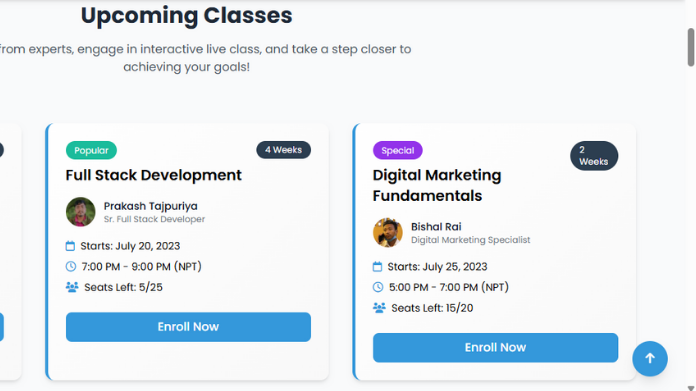 Upcoming Classes
from experts, engage in interactive live class, and take a step closer to
achieving your goals!
Popular
4 Weeks
Full Stack Development
Prakash Tajpuriya
Sr. Full Stack Developer
Starts: July 20, 2023
7:00 PM - 9:00 PM (NPT)
Seats Left: 5/25
Enroll Now
Special
2
Weeks
Digital Marketing
Fundamentals
Bishal Rai
Digital Marketing Specialist
Starts: July 25, 2023
5:00 PM - 7:00 PM (NPT)
Seats Left: 15/20
Enroll Now